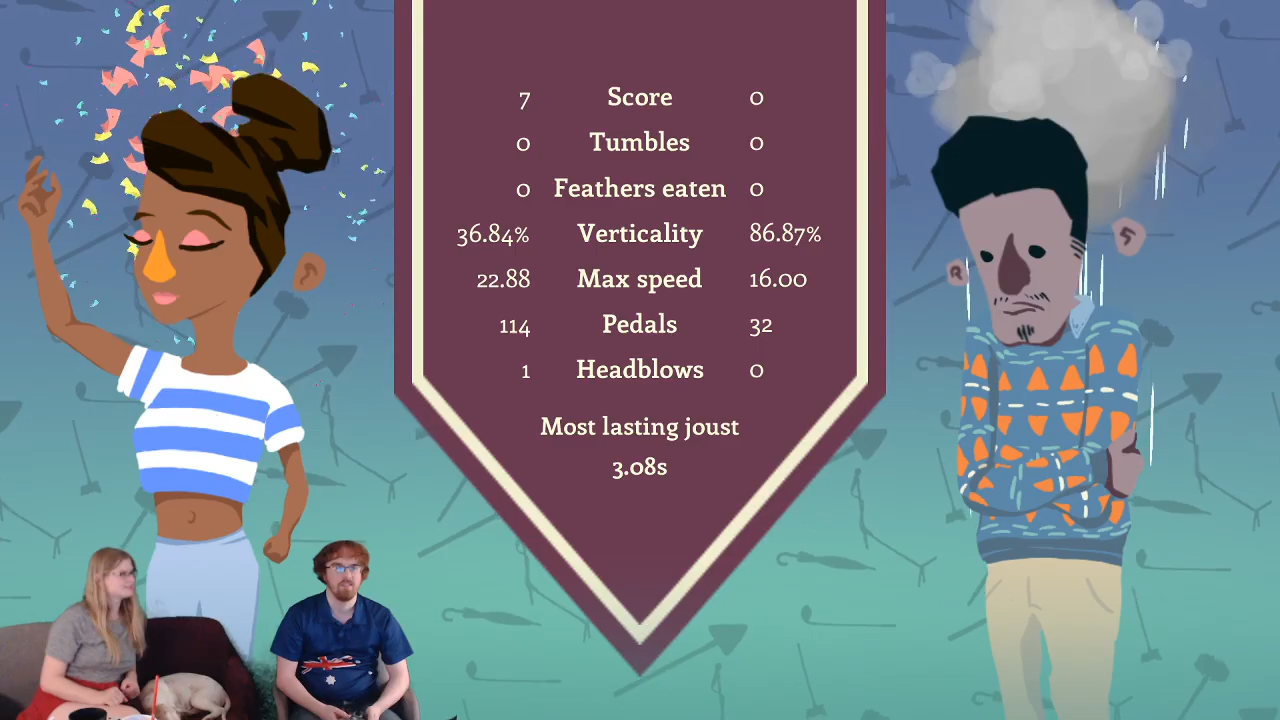 7 Score 0
0 Tumbles 0
0 Feathers eaten 0
36.84% Verticality 86.87%
22.88 Max speed 16.00
114 Pedals 32
1 Headblows 0
Most lasting joust
3.08s